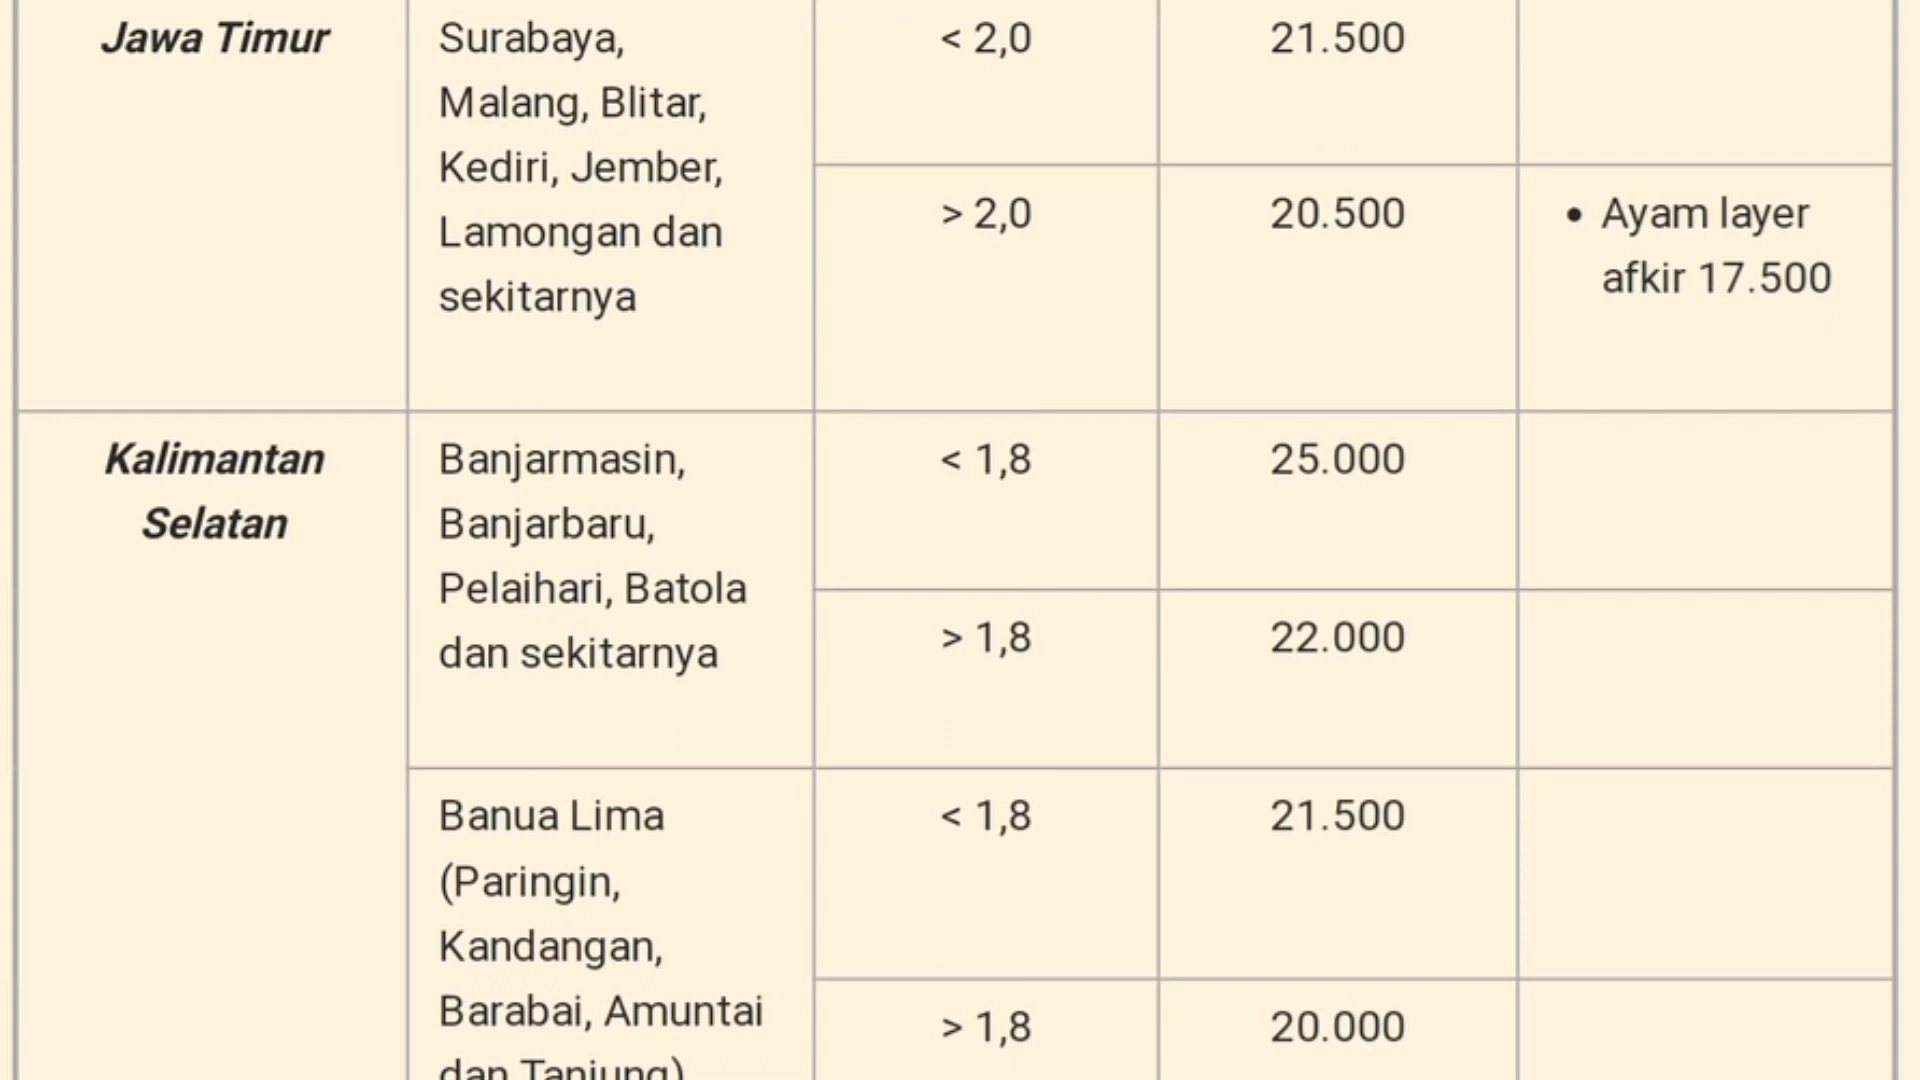 Jawa Timur
Surabaya,
Malang, Blitar,
Kediri, Jember,
Lamongan dan
sekitarnya
< 2,0
21.500
> 2,0
20.500
• Ayam layer
afkir 17.500
Kalimantan
Selatan
Banjarmasin,
Banjarbaru,
Pelaihari, Batola
dan sekitarnya
< 1,8
25.000
> 1,8
22.000
Banua Lima
(Paringin,
Kandangan,
Barabai, Amuntai
dan Tanjung)
< 1,8
21.500
> 1,8
20.000